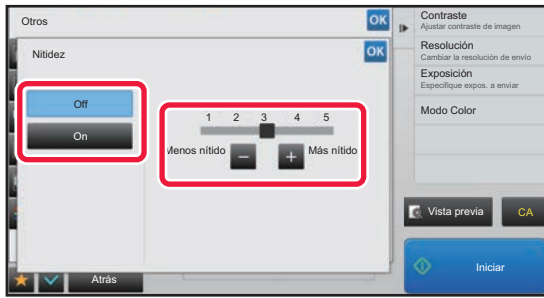 Otros
OK
Nitidez
OK
Off
On
1 2 3 4 5
Menos nítido
Más nítido
Atrás
Contraste
Ajustar contraste de imagen
Resolución
Cambiar la resolución de envío
Exposición
Especifique expos. a enviar
Modo Color
Vista previa
CA
Iniciar